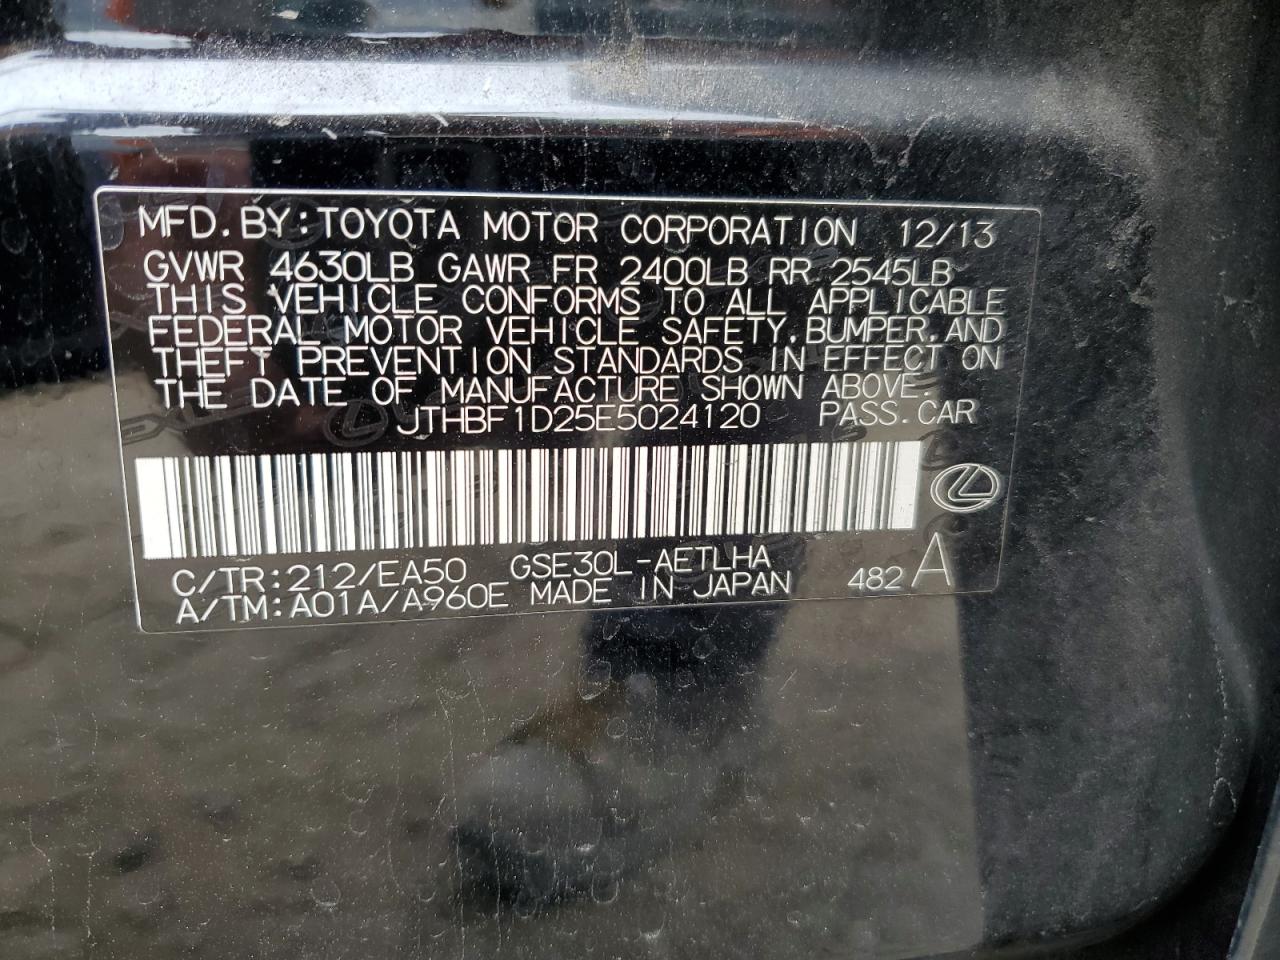 MFD. BY: TOYOTA MOTOR CORPORATION 12/13
GVWR 4630LB GAWR FR 2400LB RR 2545LB
THIS VEHICLE CONFORMS TO ALL APPLICABLE
FEDERAL MOTOR VEHICLE SAFETY, BUMPER, AND
THEFT PREVENTION STANDARDS IN EFFECT ON
THE DATE OF MANUFACTURE SHOWN ABOVE.
JTHBF1D25E5024120 PASS. CAR
C/TR: 212/EA50 GSE30L-AETLHA
A/TM: A01A/A960E MADE IN JAPAN 482 A